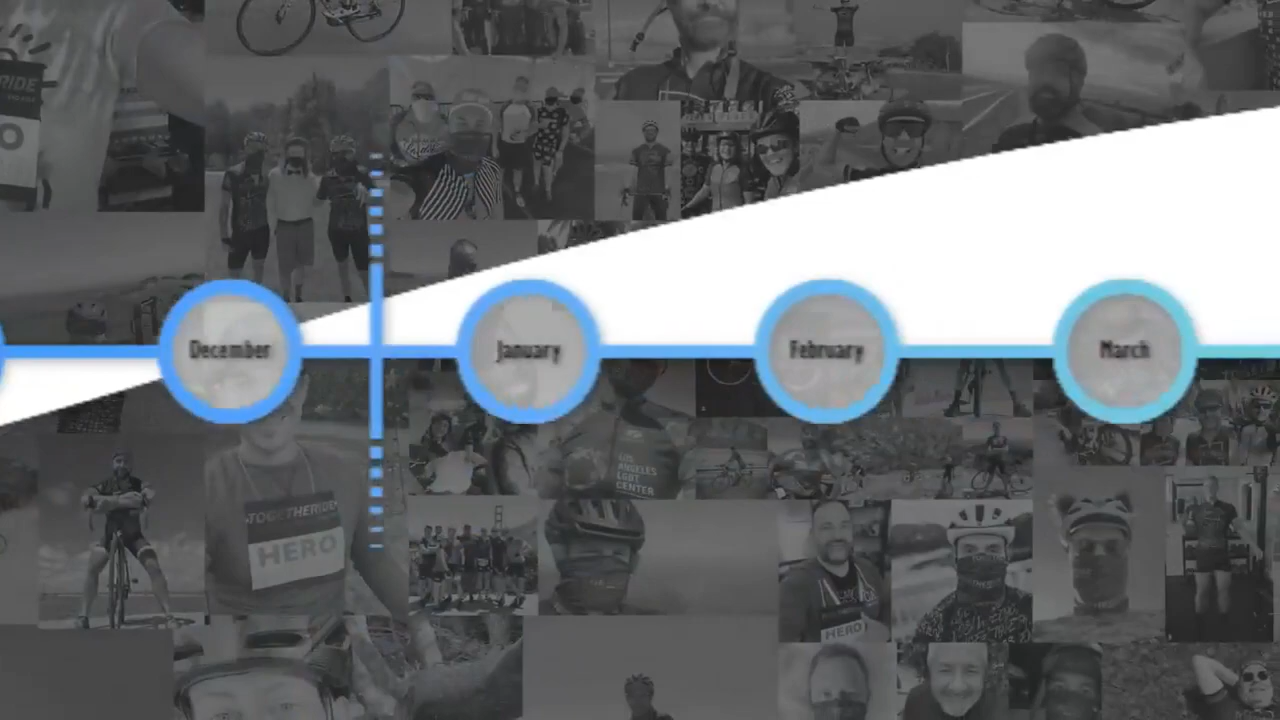 RIDE
O
December
January
February
March
LOS
ANGELES
LGBT
CENTER
TOGETHERIDE
HERO
HERO